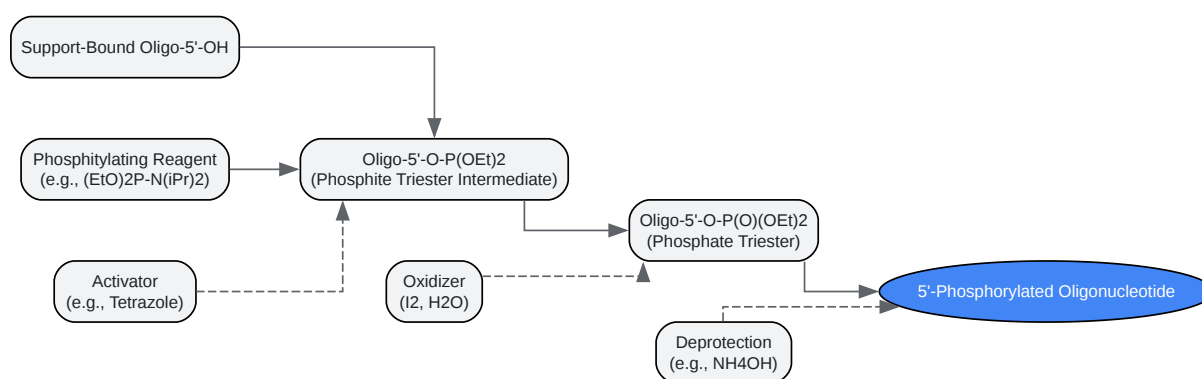 Support-Bound Oligo-5'-OH
Phosphitylating Reagent
(e.g., (EtO)2P-N(iPr)2)
Oligo-5'-O-P(OEt)2
(Phosphite Triester Intermediate)
Oligo-5'-O-P(O)(OEt)2
(Phosphate Triester)
Activator
(e.g., Tetrazole)
Oxidizer
(I2, H2O)
5'-Phosphorylated Oligonucleotide
Deprotection
(e.g., NH4OH)